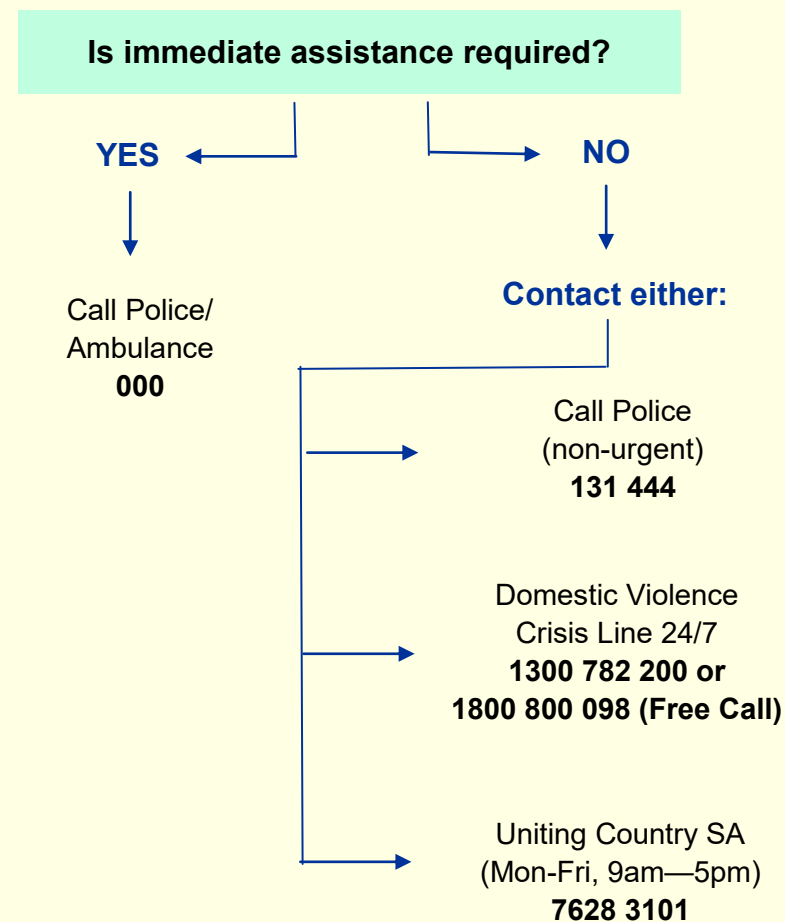 Is immediate assistance required?
YES
NO
Call Police/
Ambulance
000
Contact either:
Call Police
(non-urgent)
131 444
Domestic Violence
Crisis Line 24/7
1300 782 200 or
1800 800 098 (Free Call)
Uniting Country SA
(Mon-Fri, 9am—5pm)
7628 3101